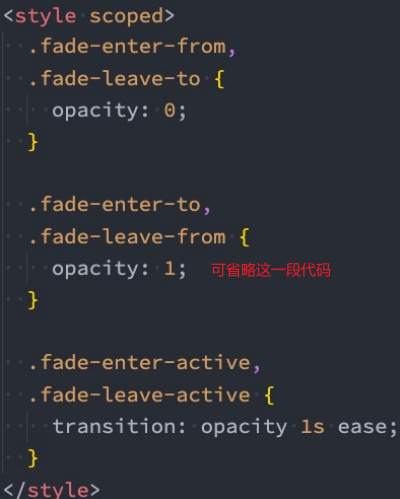 <style scoped>
.fade-enter-from,
.fade-leave-to {
opacity: 0;
}
.fade-enter-to,
.fade-leave-from {
opacity: 1; 可省略这一段代码
}
.fade-enter-active,
.fade-leave-active {
transition: opacity 1s ease;
}
</style>